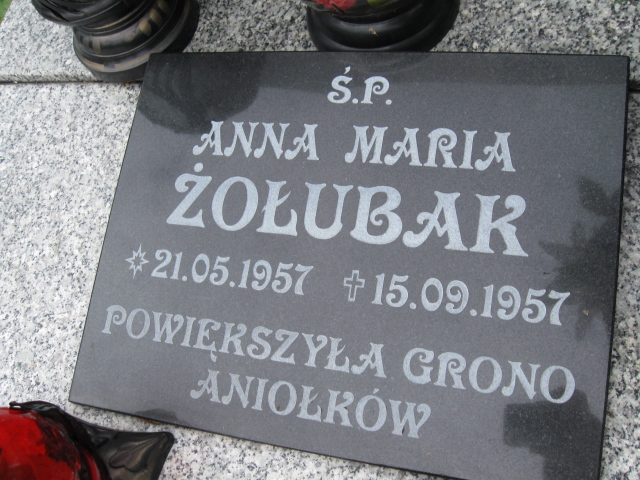 Ś.P.
ANNA MARIA
ŻOŁUBAK
21.05.1957 15.09.1957
POWIĘKSZYŁA GRONO
ANIOŁKÓW